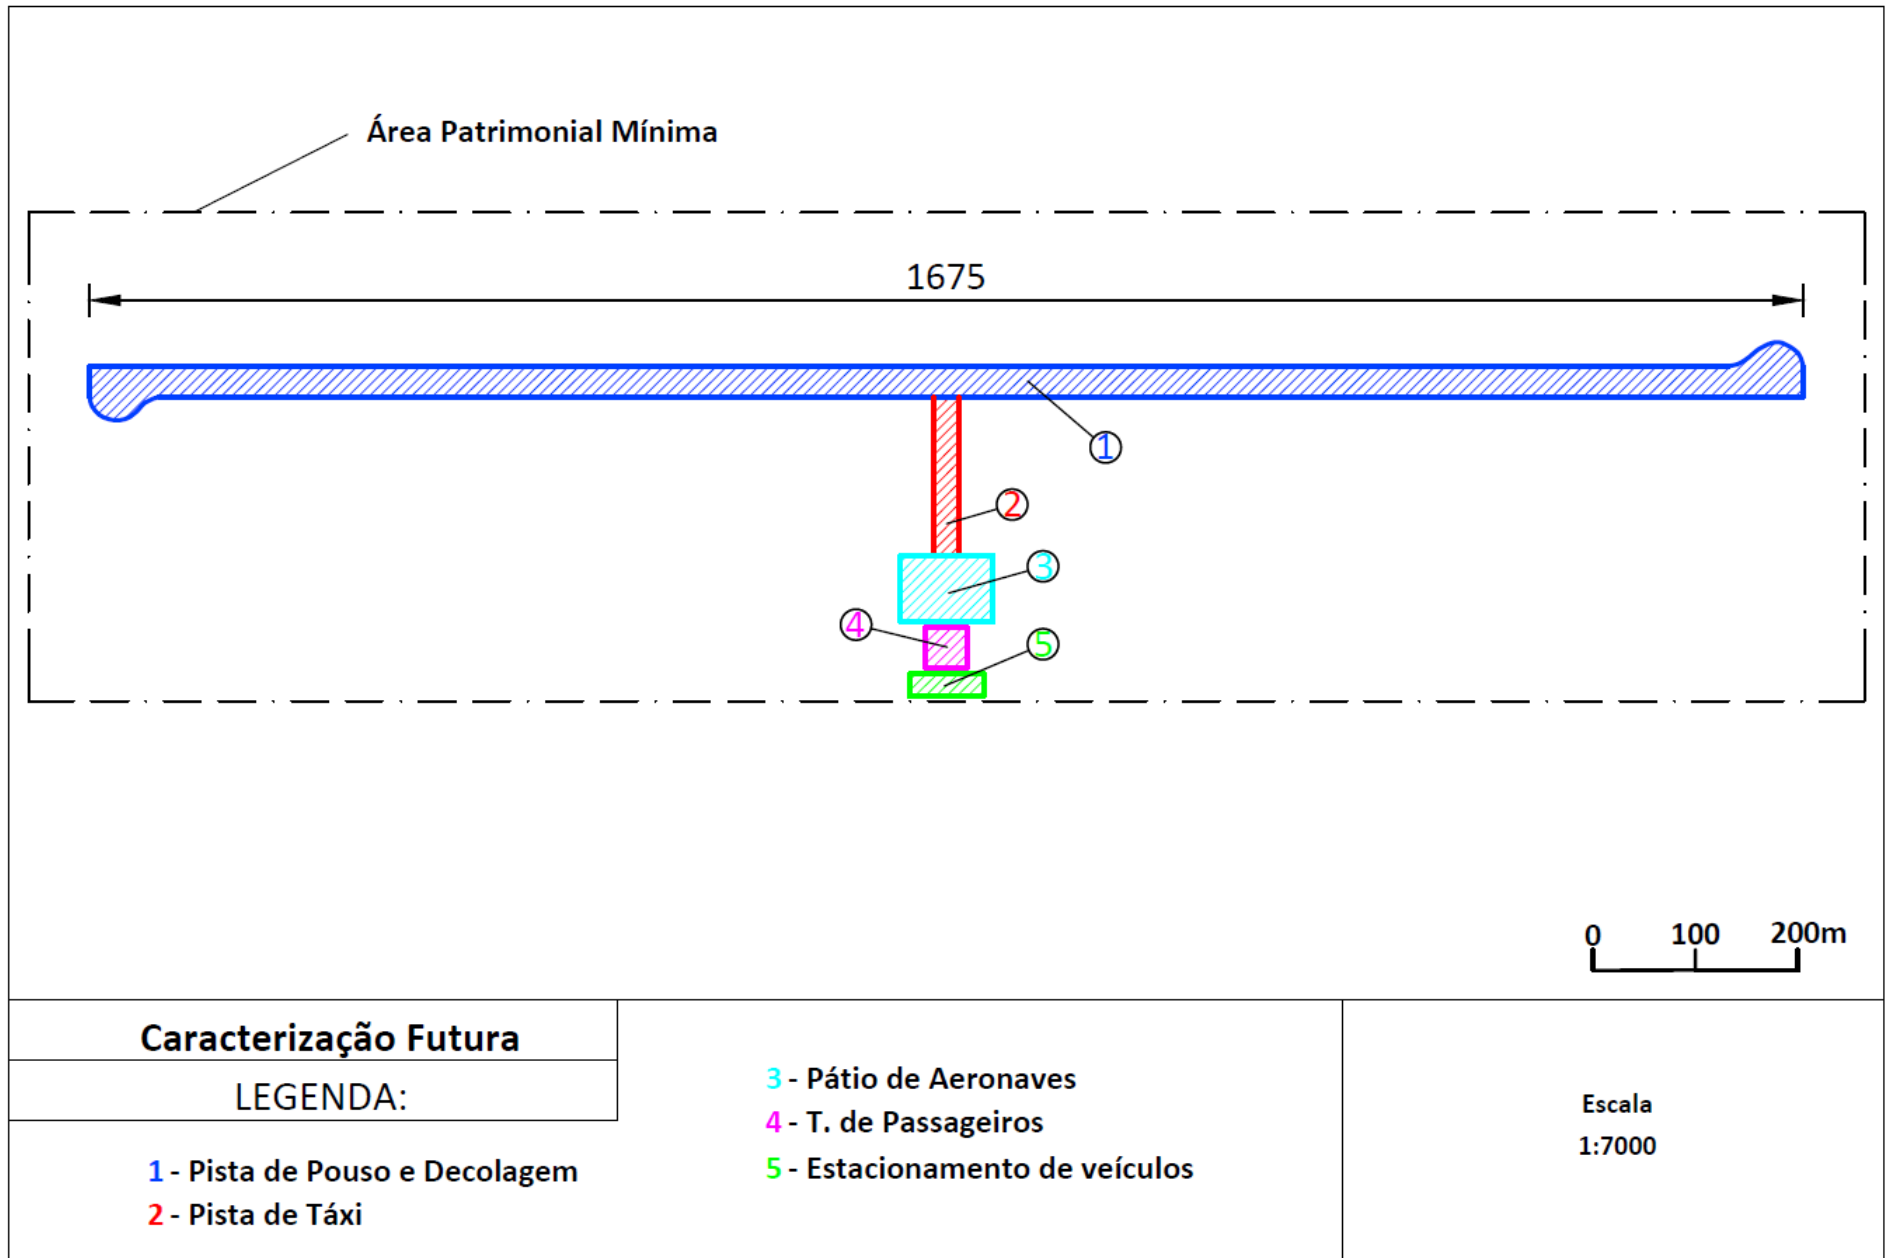 Área Patrimonial Mínima
1675
1
2
3
4
5
0 100 200m
Caracterização Futura
LEGENDA:
1 - Pista de Pouso e Decolagem
2 - Pista de Táxi
3 - Pátio de Aeronaves
4 - T. de Passageiros
5 - Estacionamento de veículos
Escala
1:7000